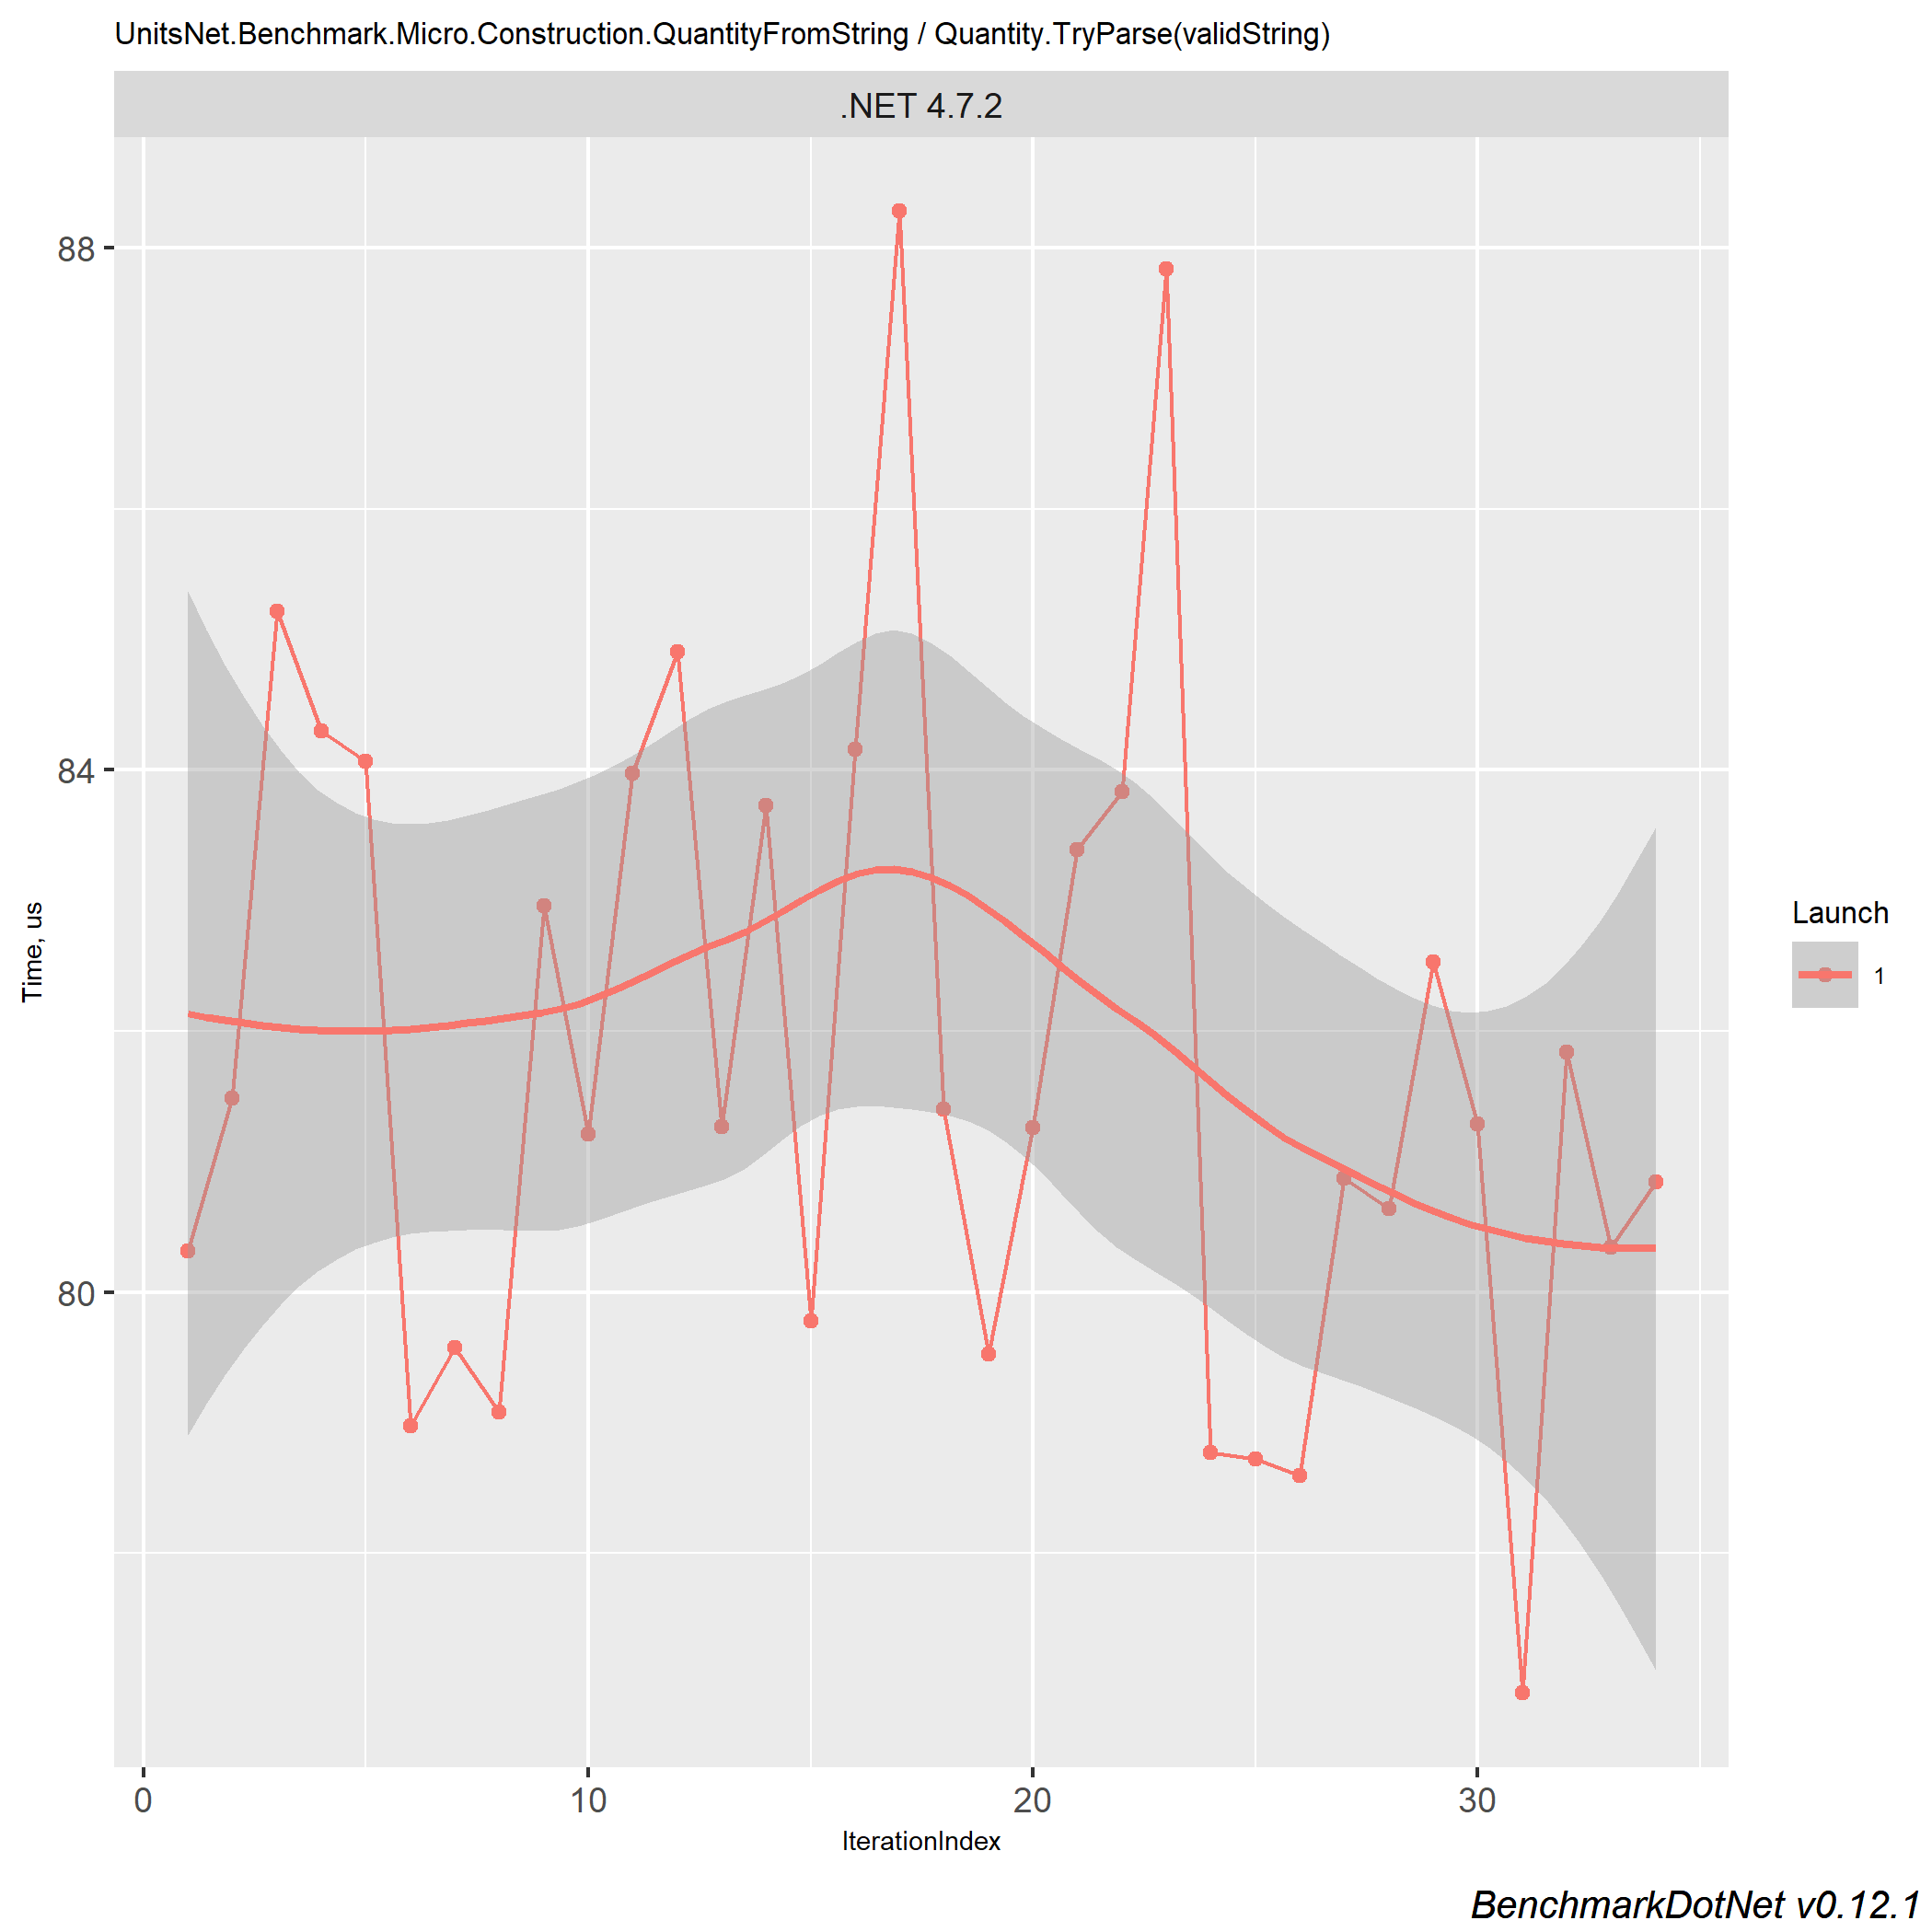 UnitsNet.Benchmark.Micro.Construction.QuantityFromString / Quantity.TryParse(validString)
.NET 4.7.2
88
84
80
Time, us
0 10 20 30
IterationIndex
Launch
1
BenchmarkDotNet v0.12.1